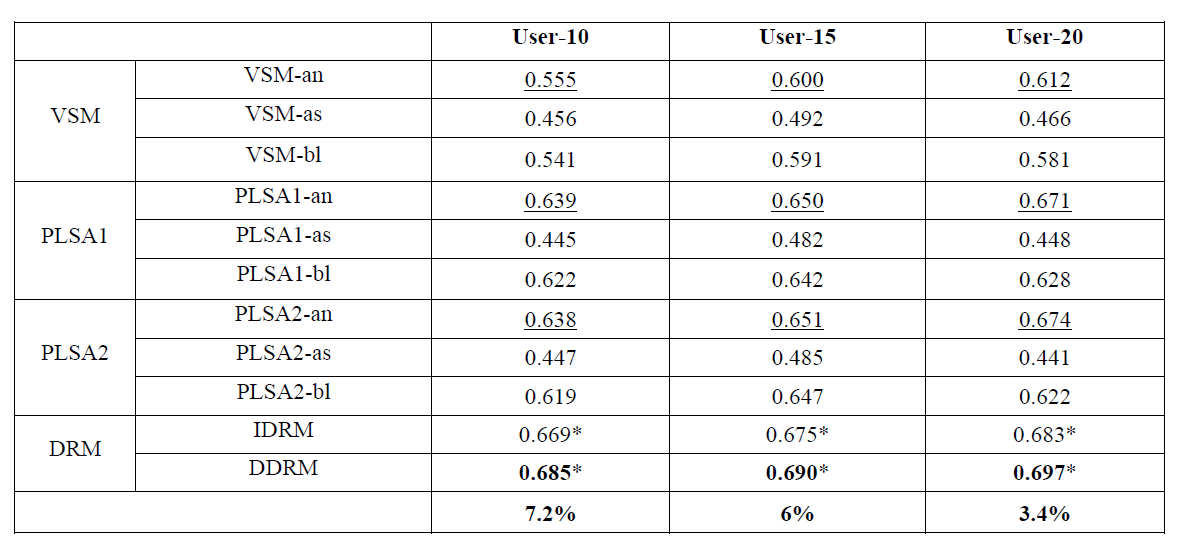 User-10 User-15 User-20
VSM VSM-an 0.555 0.600 0.612
VSM-as 0.456 0.492 0.466
VSM-bl 0.541 0.591 0.581
PLSA1 PLSA1-an 0.639 0.650 0.671
PLSA1-as 0.445 0.482 0.448
PLSA1-bl 0.622 0.642 0.628
PLSA2 PLSA2-an 0.638 0.651 0.674
PLSA2-as 0.447 0.485 0.441
PLSA2-bl 0.619 0.647 0.622
DRM IDRM 0.669* 0.675* 0.683*
DDRM 0.685* 0.690* 0.697*
7.2% 6% 3.4%